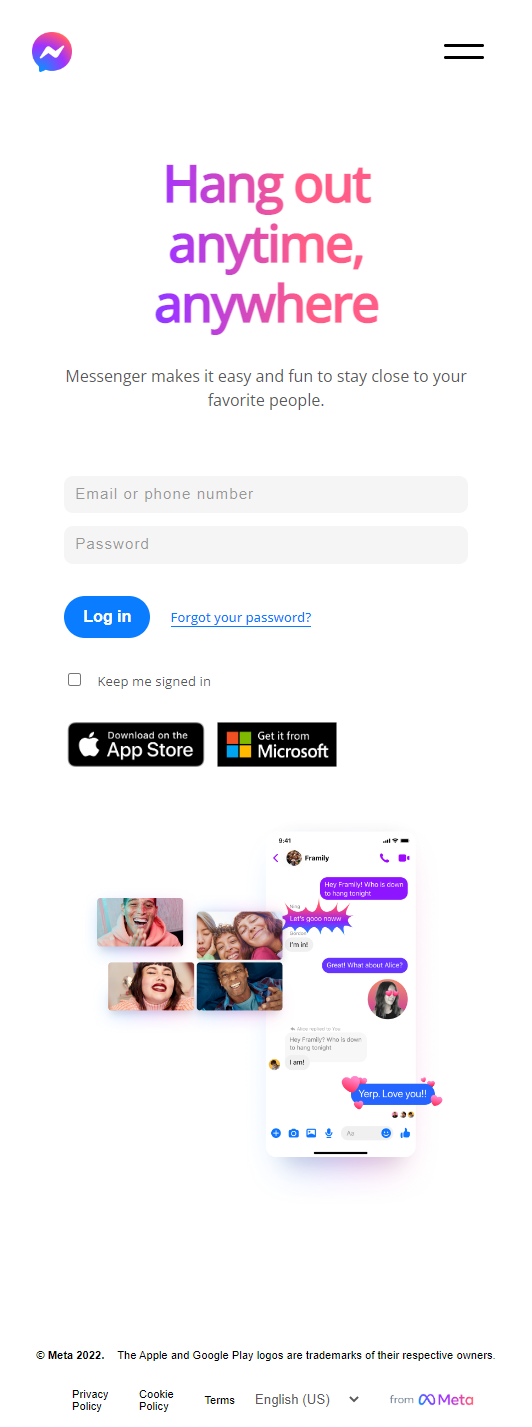 Hang out
anytime,
anywhere
Messenger makes it easy and fun to stay close to your
favorite people.
Email or phone number
Password
Log in
Forgot your password?
Keep me signed in
Download on the
App Store
Get it from
Microsoft
9:41
Framily
Hey Framily! Who is down
to hang tonight
Ning
Let's gooo noww
Gordon
I'm in!
Great! What about Alice?
replied to You
Hey Framily? Who is down
to hang tonight
I am!
Yerp. Love you!!
Aa
© Meta 2022. The Apple and Google Play logos are trademarks of their respective owners.
Privacy
Policy
Cookie
Policy
Terms
English (US)
from Meta